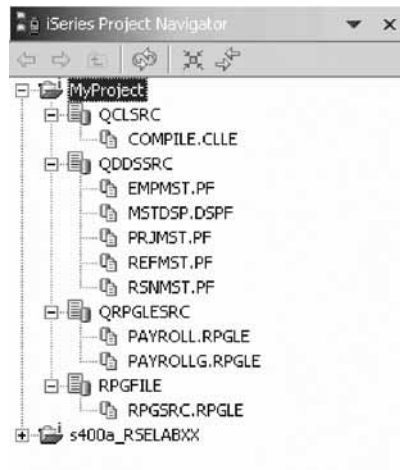 iSeries Project Navigator
MyProject
QCLSRC
COMPILE.CLLE
QDDSSRC
EMPMST.PF
MSTDSP.DSPF
PRJMST.PF
REFMST.PF
RSNMST.PF
QRPGLESRC
PAYROLL.RPGLE
PAYROLLG.RPGLE
RPGFILE
RPGSRC.RPGLE
s400a_RSELABXX